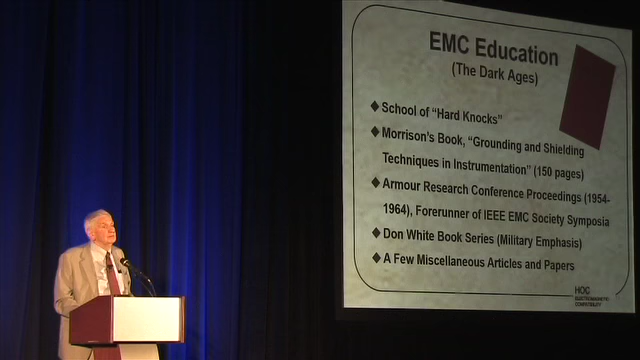 EMC Education
(The Dark Ages)
◆ School of “Hard Knocks”
◆ Morrison's Book, “Grounding and Shielding
Techniques in Instrumentation” (150 pages)
◆ Armour Research Conference Proceedings (1954-
1964), Forerunner of IEEE EMC Society Symposia
◆ Don White Book Series (Military Emphasis)
◆ A Few Miscellaneous Articles and Papers
HOC
ELECTROMAGNETIC
COMPATIBILITY